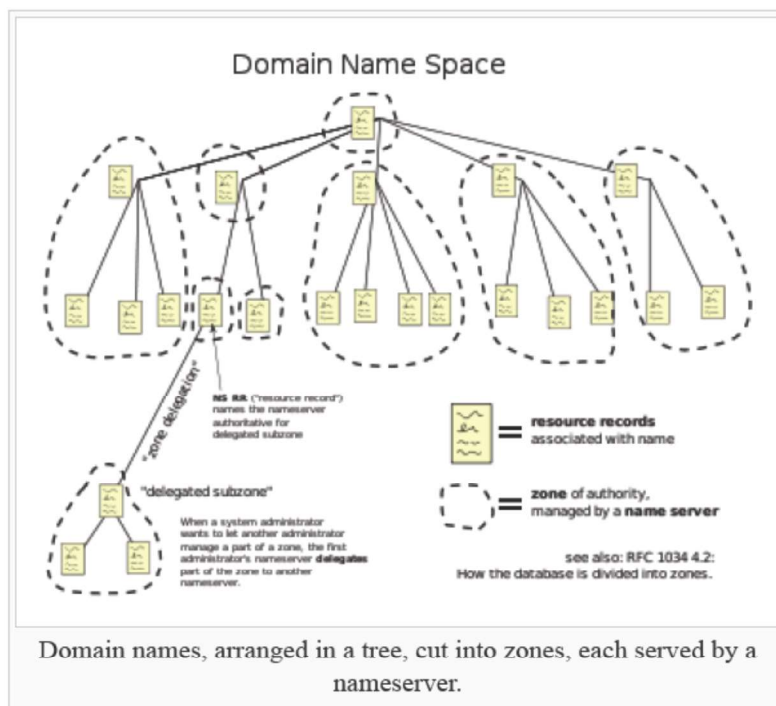 Domain Name Space
"zone delegation"
NS RR ("resource record")
names the nameserver
authoritative for
delegated subzone
= resource records
associated with name
"delegated subzone"
When a system administrator
wants to let another administrator
manage a part of a zone, the first
administrator's nameserver delegates
part of the zone to another
nameserver.
= zone of authority,
managed by a name server
see also: RFC 1034 4.2:
How the database is divided into zones.
Domain names, arranged in a tree, cut into zones, each served by a
nameserver.